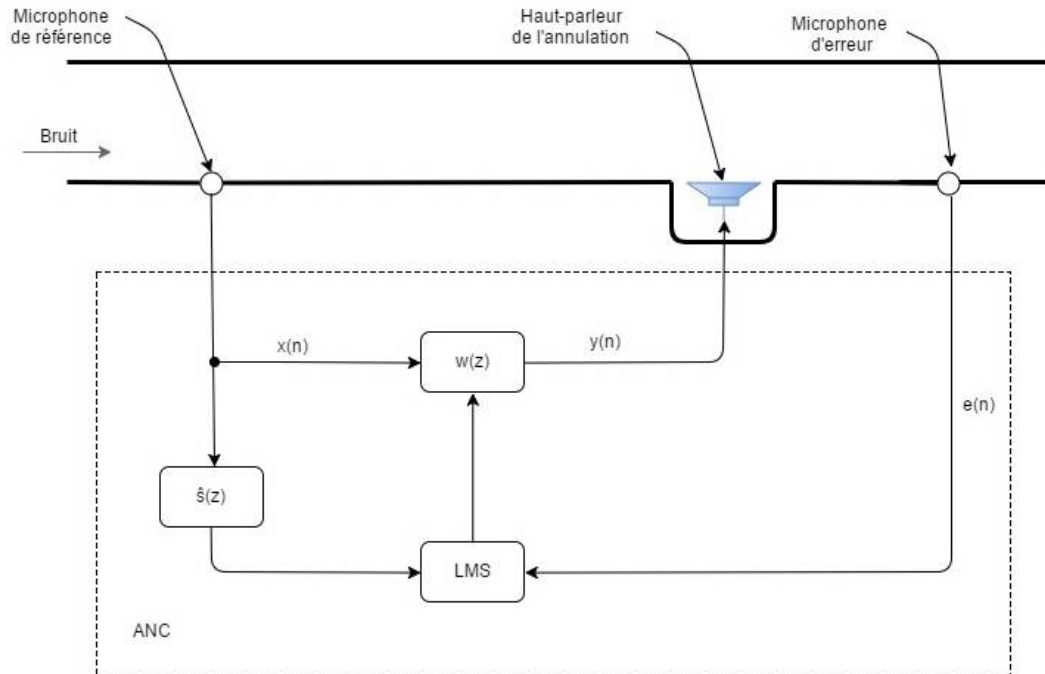 Microphone
de référence
Haut-parleur
de l'annulation
Microphone
d'erreur
Bruit
x(n)
w(z)
y(n)
e(n)
ŝ(z)
LMS
ANC